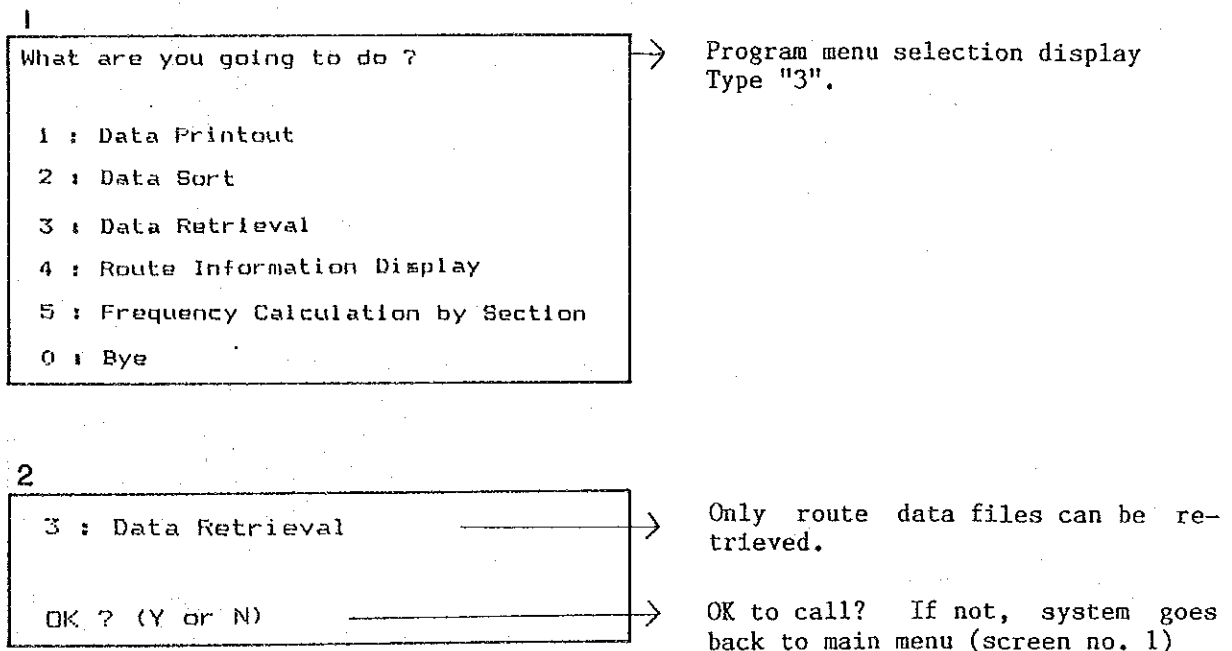 1
What are you going to do ?
Program menu selection display
Type "3".
1 : Data Printout
2 : Data Sort
3 : Data Retrieval
4 : Route Information Display
5 : Frequency Calculation by Section
0 : Bye
2
3 : Data Retrieval
Only route data files can be re-
trieved.
OK ? (Y or N)
OK to call? If not, system goes
back to main menu (screen no. 1)